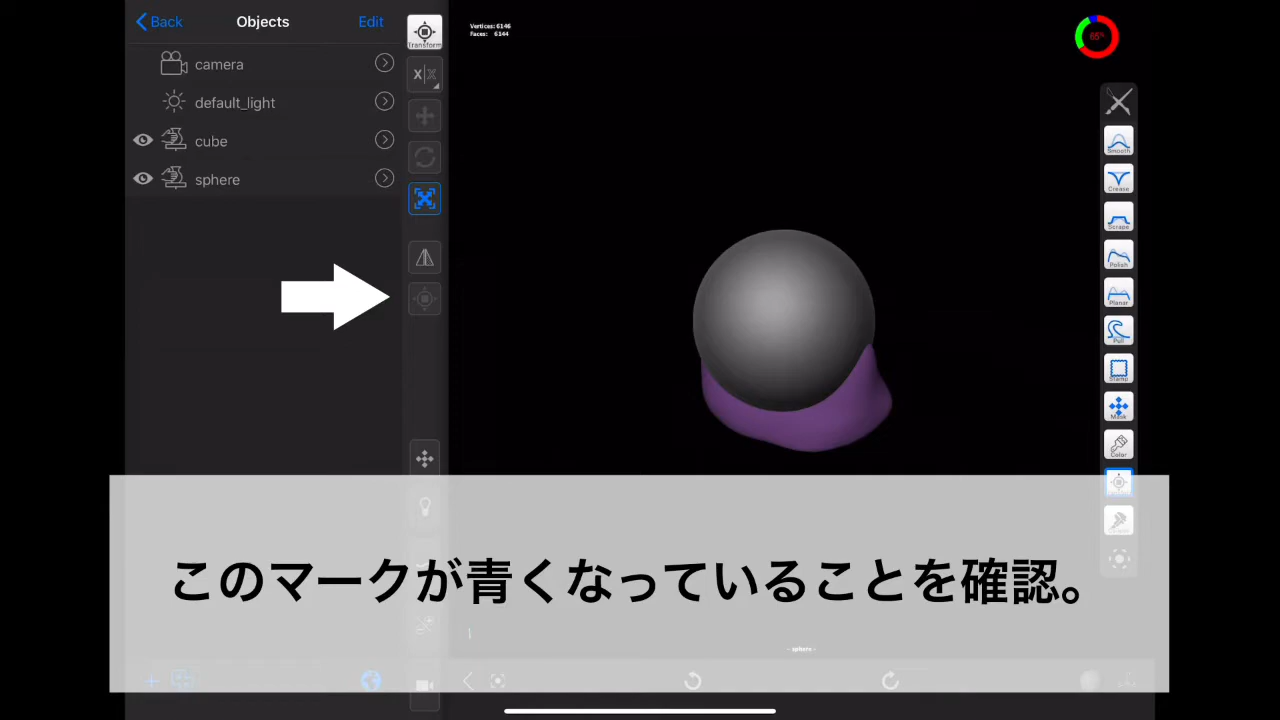 Back
Objects
Edit
Transform
Vertices: 6146
Faces: 6144
65%
camera
X|X
default_light
cube
sphere
Smooth
Crease
Scrape
Polish
Planar
Pull
Stamp
Mask
Color
このマークが青くなっていることを確認。
- sphere -